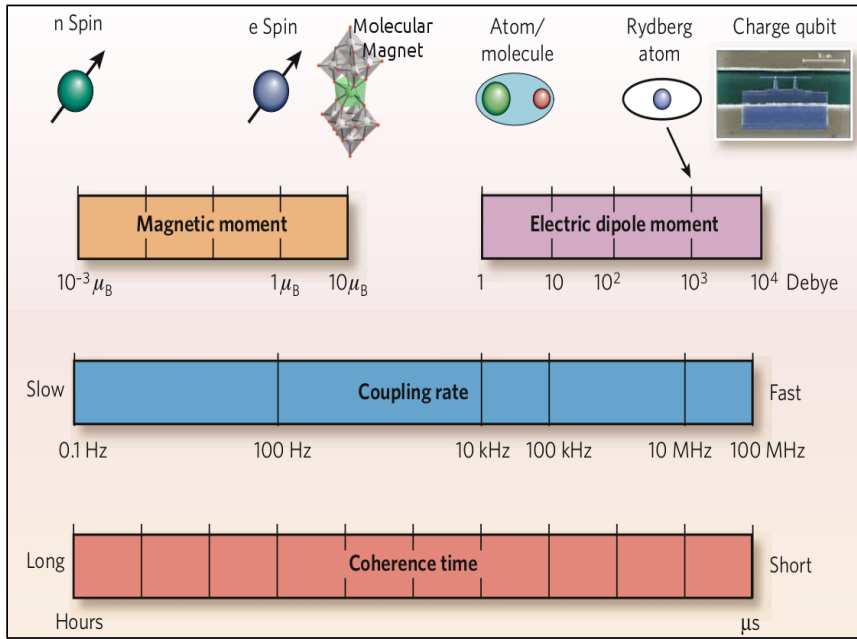 n Spin
e Spin
Molecular
Magnet
Atom/
molecule
Rydberg
atom
Charge qubit
Magnetic moment
10⁻³ μB
1 μB
10 μB
Electric dipole moment
1
10
10²
10³
10⁴ Debye
Slow
Coupling rate
Fast
0.1 Hz
100 Hz
10 kHz
100 kHz
10 MHz
100 MHz
Long
Coherence time
Short
Hours
μs